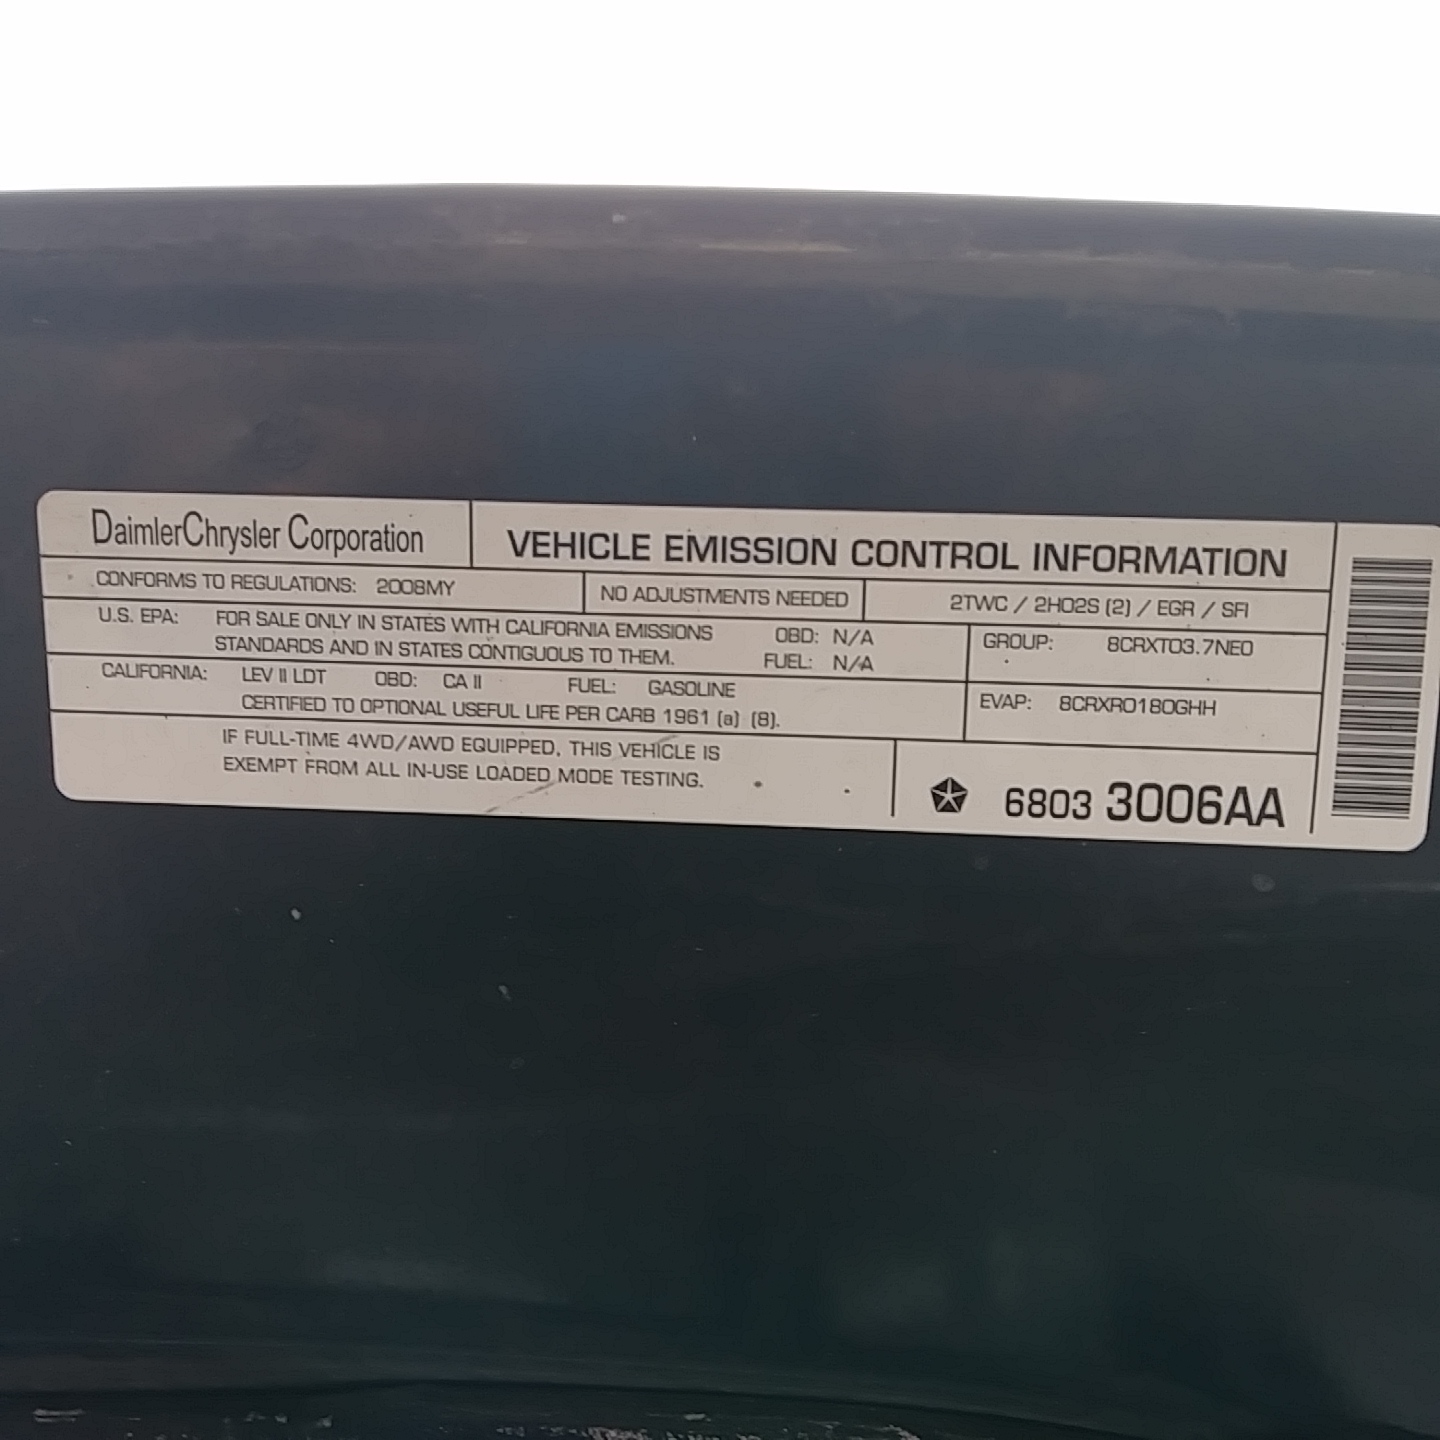 DaimlerChrysler Corporation
VEHICLE EMISSION CONTROL INFORMATION
CONFORMS TO REGULATIONS: 2008MY
NO ADJUSTMENTS NEEDED
2TWC / 2HO2S (2) / EGR / SFI
U.S. EPA: FOR SALE ONLY IN STATES WITH CALIFORNIA EMISSIONS OBD: N/A
STANDARDS AND IN STATES CONTIGUOUS TO THEM. FUEL: N/A
GROUP: 8CRXT03.7NE0
CALIFORNIA: LEV II LDT OBD: CA II FUEL: GASOLINE
CERTIFIED TO OPTIONAL USEFUL LIFE PER CARB 1961 (a) (8).
EVAP: 8CRXR0180GHH
IF FULL-TIME 4WD/AWD EQUIPPED, THIS VEHICLE IS
EXEMPT FROM ALL IN-USE LOADED MODE TESTING.
6803 3006AA